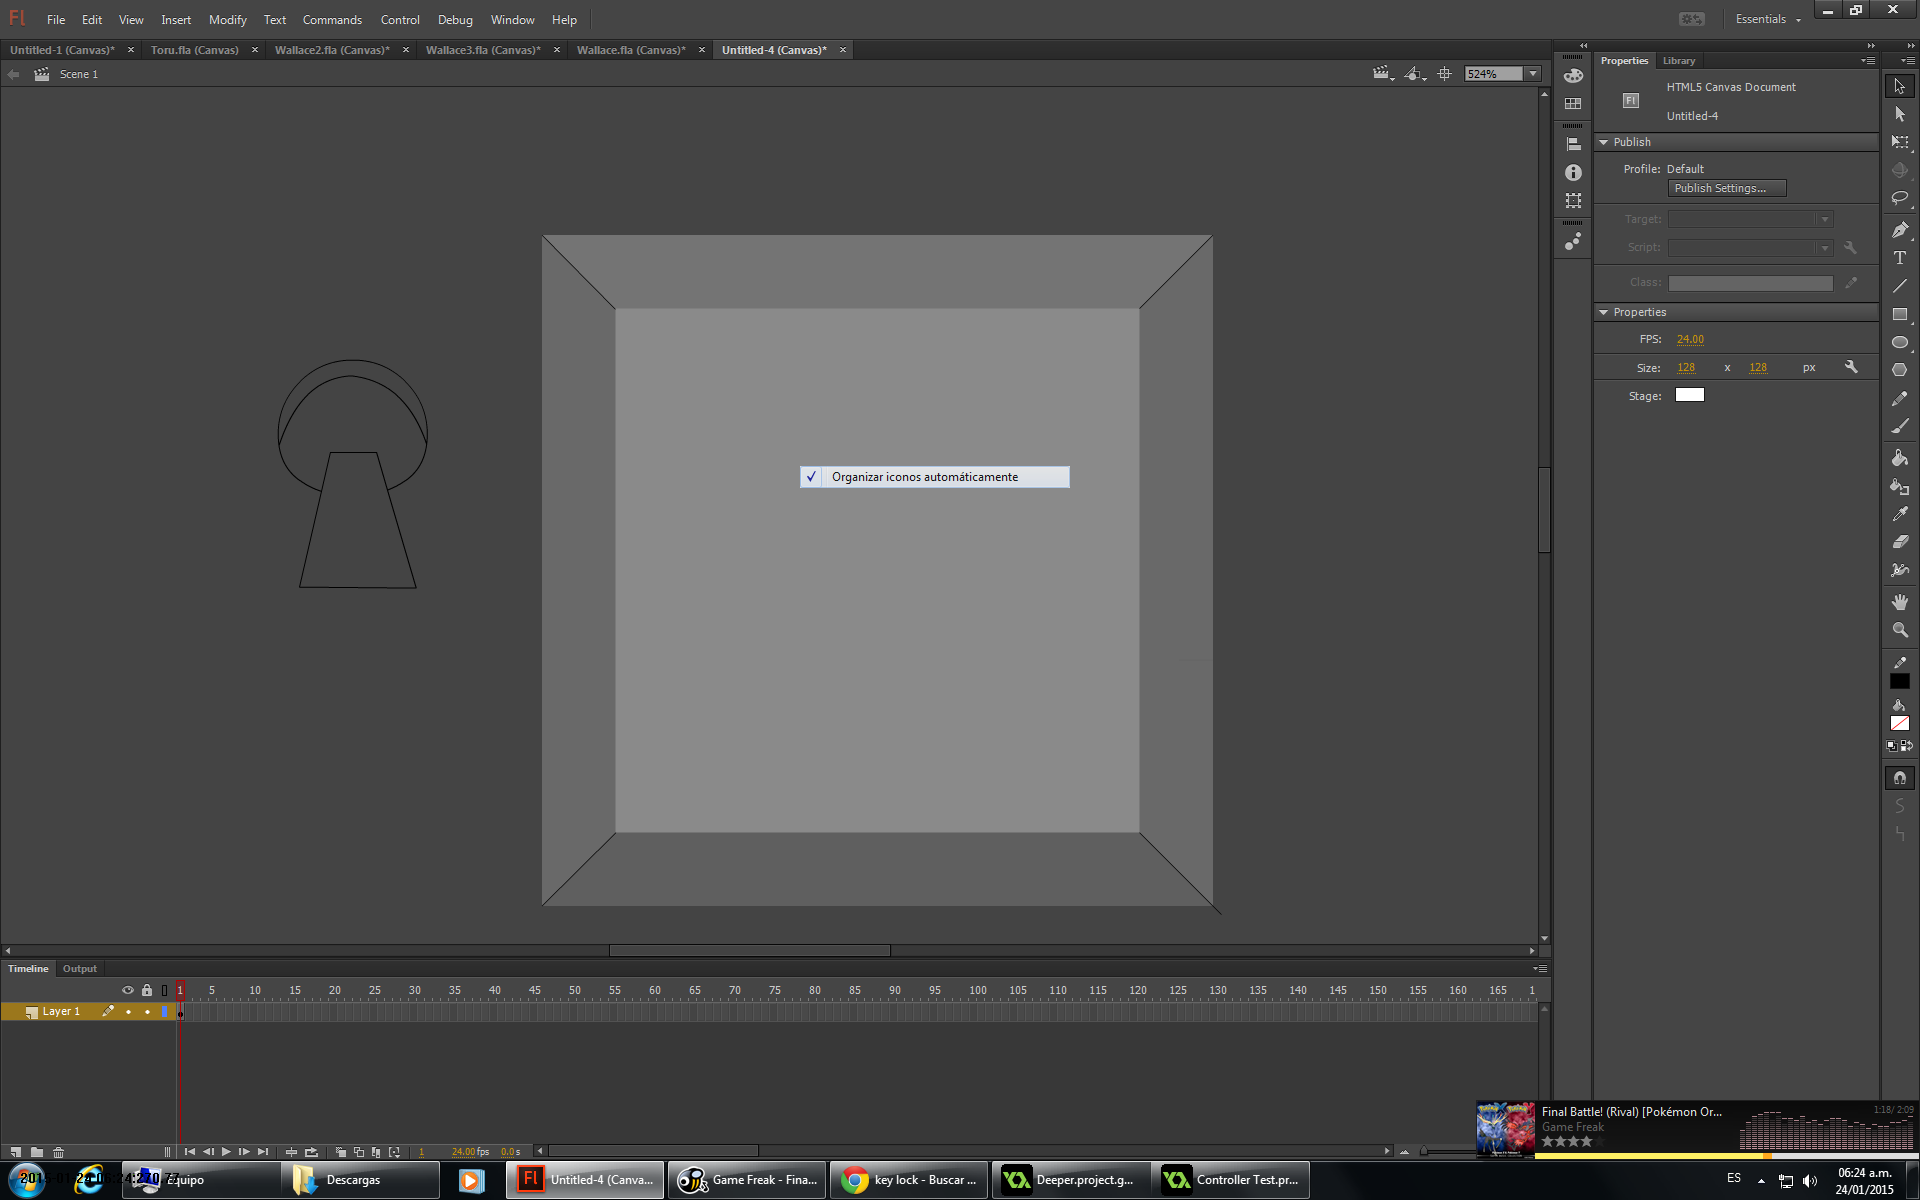 Fl File Edit View Insert Modify Text Commands Control Debug Window Help Essentials
Untitled-1 (Canvas)* × Toru.fla (Canvas) × Wallace2.fla (Canvas)* × Wallace3.fla (Canvas)* × Wallace.fla (Canvas)* × Untitled-4 (Canvas)* ×
Scene 1 524%
Properties Library
HTML5 Canvas Document
Fl
Untitled-4
Publish
Profile: Default
Publish Settings...
Target:
Script:
Class:
Properties
FPS: 24.00
Size: 128 x 128 px
Stage:
Organizar iconos automáticamente
Timeline Output
1 5 10 15 20 25 30 35 40 45 50 55 60 65 70 75 80 85 90 95 100 105 110 115 120 125 130 135 140 145 150 155 160 165 1
Layer 1
1 24.00 fps 0.0 s
Final Battle! (Rival) [Pokémon Or... 1:18/ 2:09
Game Freak
Equipo Descargas Untitled-4 (Canva... Game Freak - Fina... key lock - Buscar ... Deeper.project.g... Controller Test.pr... ES
06:24 a.m.
24/01/2015